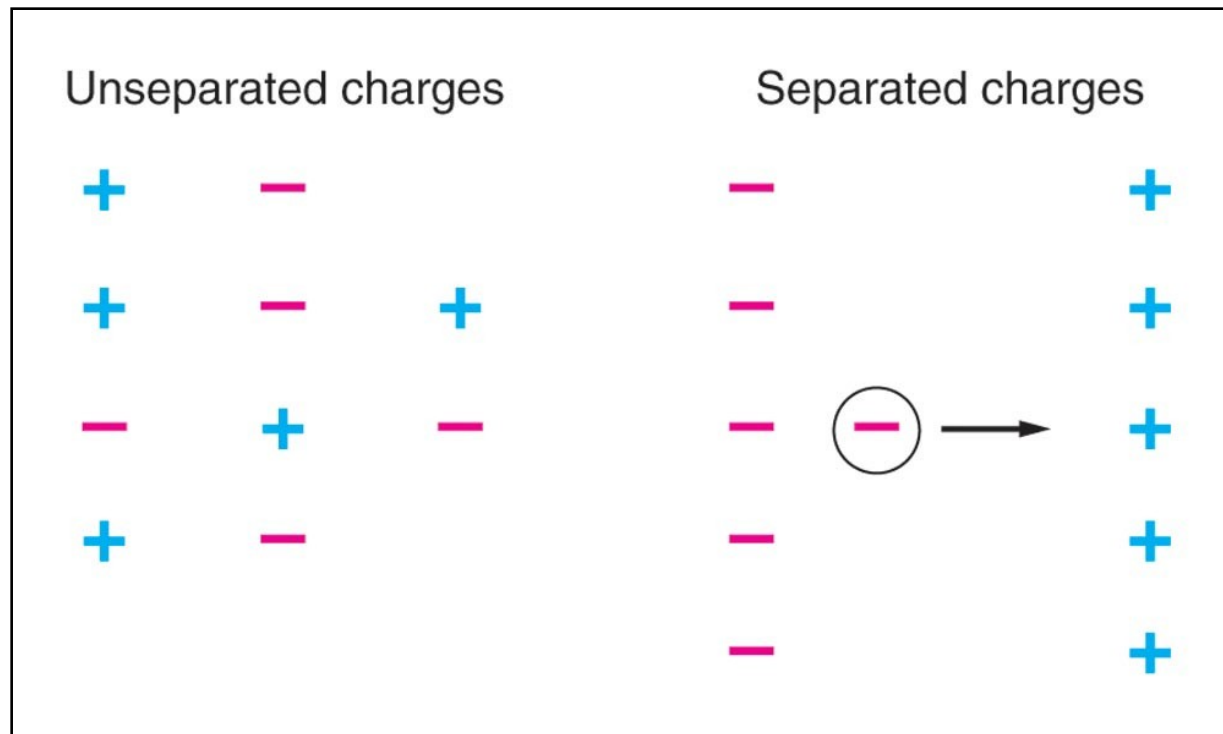 Unseparated charges
Separated charges
+ − −  +
+ − + −  +
− + − − − +
+ − −  +
−  +